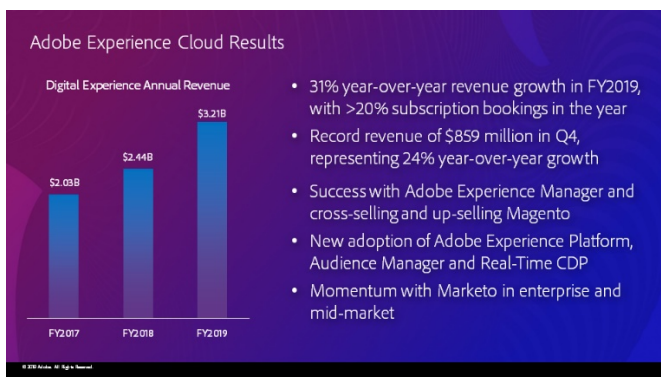 Adobe Experience Cloud Results
Digital Experience Annual Revenue
$2.03B
$2.44B
$3.21B
FY2017
FY2018
FY2019
• 31% year-over-year revenue growth in FY2019,
with >20% subscription bookings in the year
• Record revenue of $859 million in Q4,
representing 24% year-over-year growth
• Success with Adobe Experience Manager and
cross-selling and up-selling Magento
• New adoption of Adobe Experience Platform,
Audience Manager and Real-Time CDP
• Momentum with Marketo in enterprise and
mid-market
Adobe. All Rights Reserved.